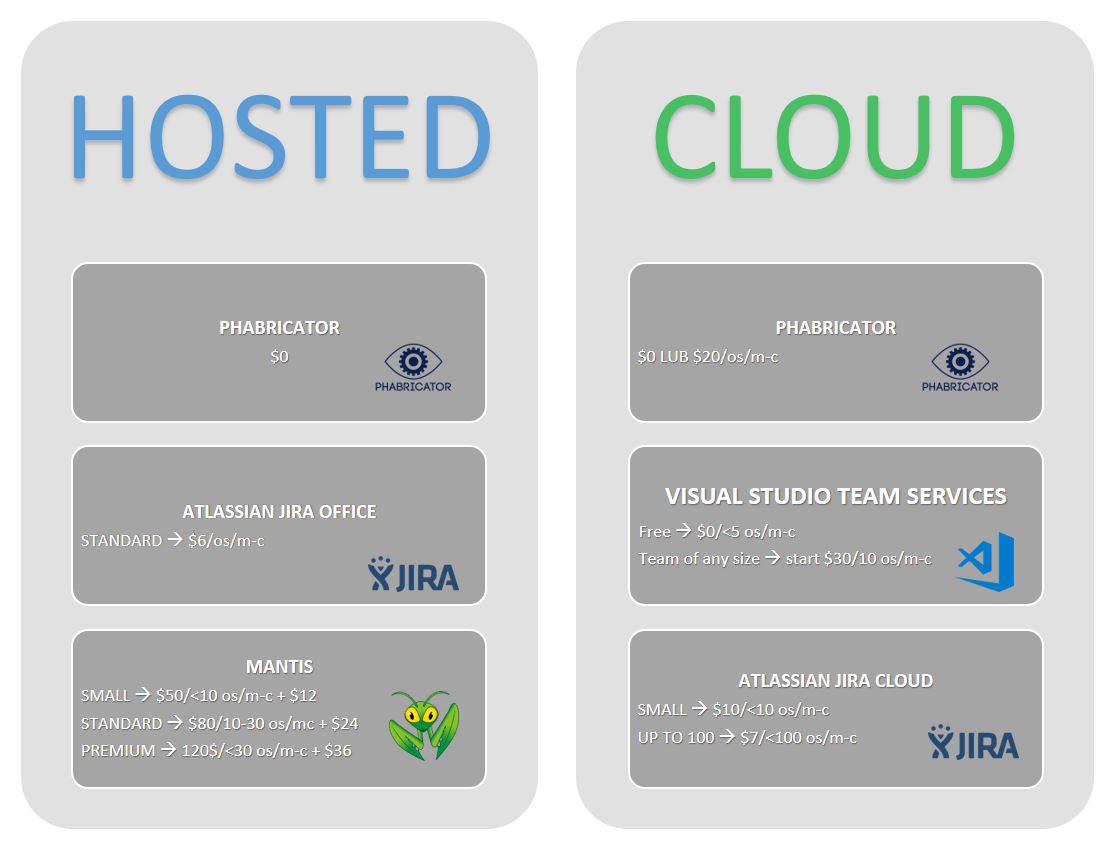 HOSTED
PHABRICATOR
$0
PHABRICATOR
ATLASSIAN JIRA OFFICE
STANDARD → $6/os/m-c
JIRA
MANTIS
SMALL → $50/<10 os/m-c + $12
STANDARD → $80/10-30 os/mc + $24
PREMIUM → 120$/<30 os/m-c + $36
CLOUD
PHABRICATOR
$0 LUB $20/os/m-c
PHABRICATOR
VISUAL STUDIO TEAM SERVICES
Free → $0/<5 os/m-c
Team of any size → start $30/10 os/m-c
ATLASSIAN JIRA CLOUD
SMALL → $10/<10 os/m-c
UP TO 100 → $7/<100 os/m-c
JIRA